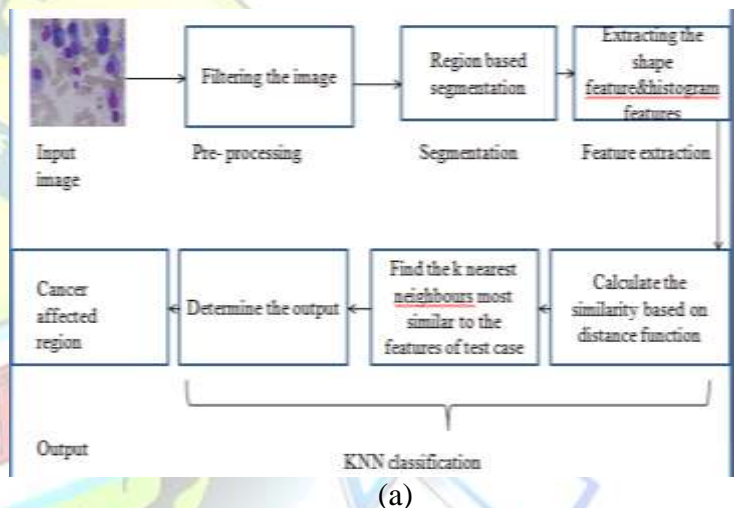 Filtering the image
Region based
segmentation
Extracting the
shape
feature&histogram
features
Input
image
Pre- processing
Segmentation
Feature extraction
Cancer
affected
region
Determine the output
Find the k nearest
neighbours most
similar to the
features of test case
Calculate the
similarity based on
distance function
Output
KNN classification
(a)